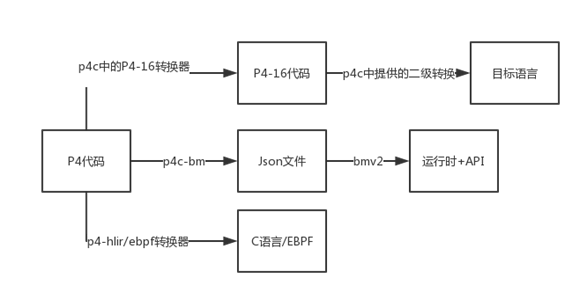 p4c中的P4-16转换器
P4-16代码
p4c中提供的二级转换
目标语言
P4代码
p4c-bm
Json文件
bmv2
运行时+API
p4-hlir/ebpf转换器
C语言/EBPF